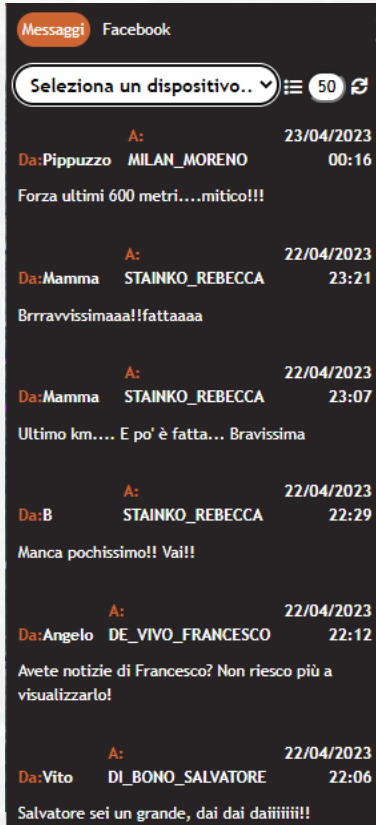 Messaggi Facebook
Seleziona un dispositivo.. 50
A: 23/04/2023
Da:Pippuzzo MILAN_MORENO 00:16
Forza ultimi 600 metri....mitico!!!
A: 22/04/2023
Da:Mamma STAINKO_REBECCA 23:21
Brrravvissimaaa!!fattaaaa
A: 22/04/2023
Da:Mamma STAINKO_REBECCA 23:07
Ultimo km.... E po' è fatta... Bravissima
A: 22/04/2023
Da:B STAINKO_REBECCA 22:29
Manca pochissimo!! Vai!!
A: 22/04/2023
Da:Angelo DE_VIVO_FRANCESCO 22:12
Avete notizie di Francesco? Non riesco più a
visualizzarlo!
A: 22/04/2023
Da:Vito DI_BONO_SALVATORE 22:06
Salvatore sei un grande, dai dai daiiiiiii!!